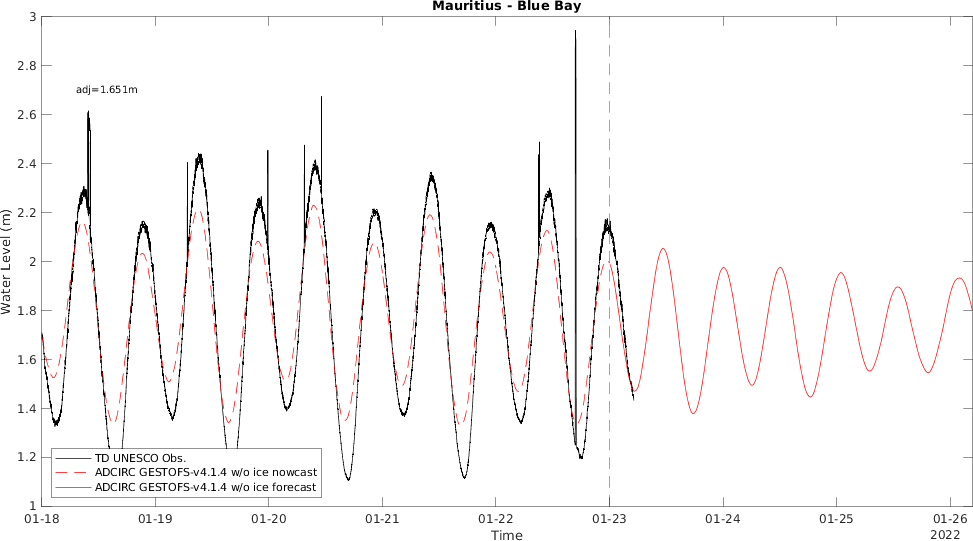 Mauritius - Blue Bay
3
2.8
2.6
2.4
2.2
2
1.8
1.6
1.4
1.2
1
Water Level (m)
adj=1.651m
TD UNESCO Obs.
ADCIRC GESTOFS-v4.1.4 w/o ice nowcast
ADCIRC GESTOFS-v4.1.4 w/o ice forecast
01-18 01-19 01-20 01-21 01-22 01-23 01-24 01-25 01-26
Time
2022